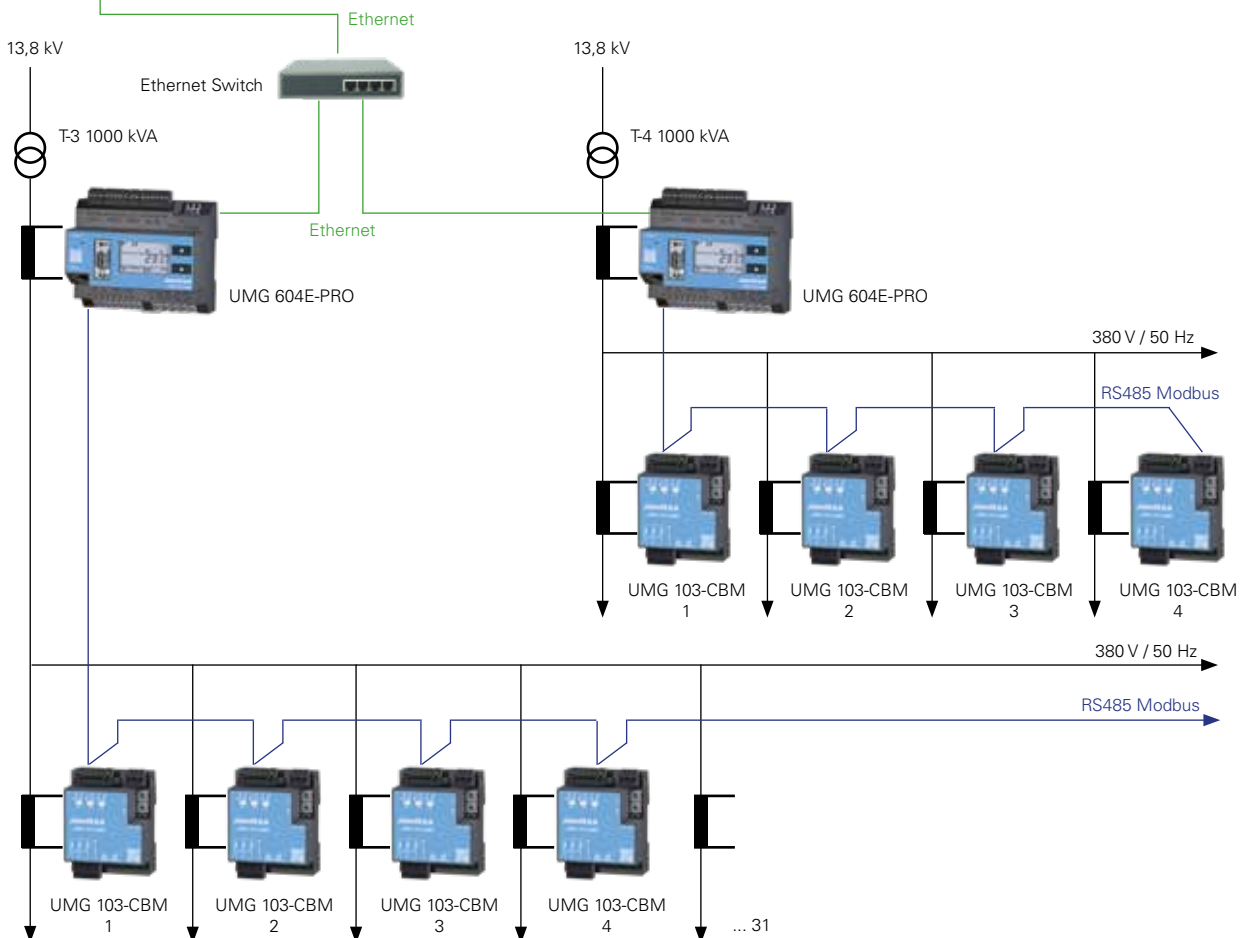 Ethernet
13,8 kV
13,8 kV
Ethernet Switch
T-3 1000 kVA
T-4 1000 kVA
Ethernet
UMG 604E-PRO
UMG 604E-PRO
380 V / 50 Hz
RS485 Modbus
UMG 103-CBM
1
UMG 103-CBM
2
UMG 103-CBM
3
UMG 103-CBM
4
380 V / 50 Hz
RS485 Modbus
UMG 103-CBM
1
UMG 103-CBM
2
UMG 103-CBM
3
UMG 103-CBM
4
... 31